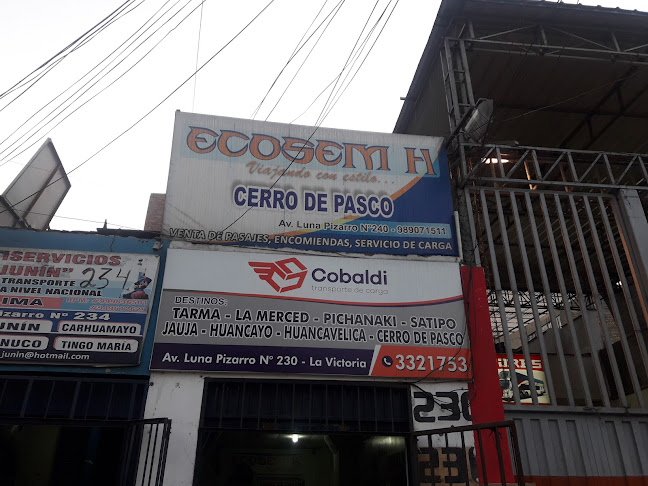 ECOSEM H
Viajando con estilo...
CERRO DE PASCO
Av. Luna Pizarro N°240 - 989071511
VENTA DE PASAJES, ENCOMIENDAS, SERVICIO DE CARGA
Cobaldi
transporte de carga
DESTINOS:
TARMA - LA MERCED - PICHANAKI - SATIPO
JAUJA - HUANCAYO - HUANCAVELICA - CERRO DE PASCO
Av. Luna Pizarro N° 230 - La Victoria
3321753
230
230
SERVICIOS
JUNÍN"
234
TRANSPORTE
A NIVEL NACIONAL
LIMA
Pizarro N° 234
JUNIN
CARHUAMAYO
TINGO MARÍA
junin@hotmail.com